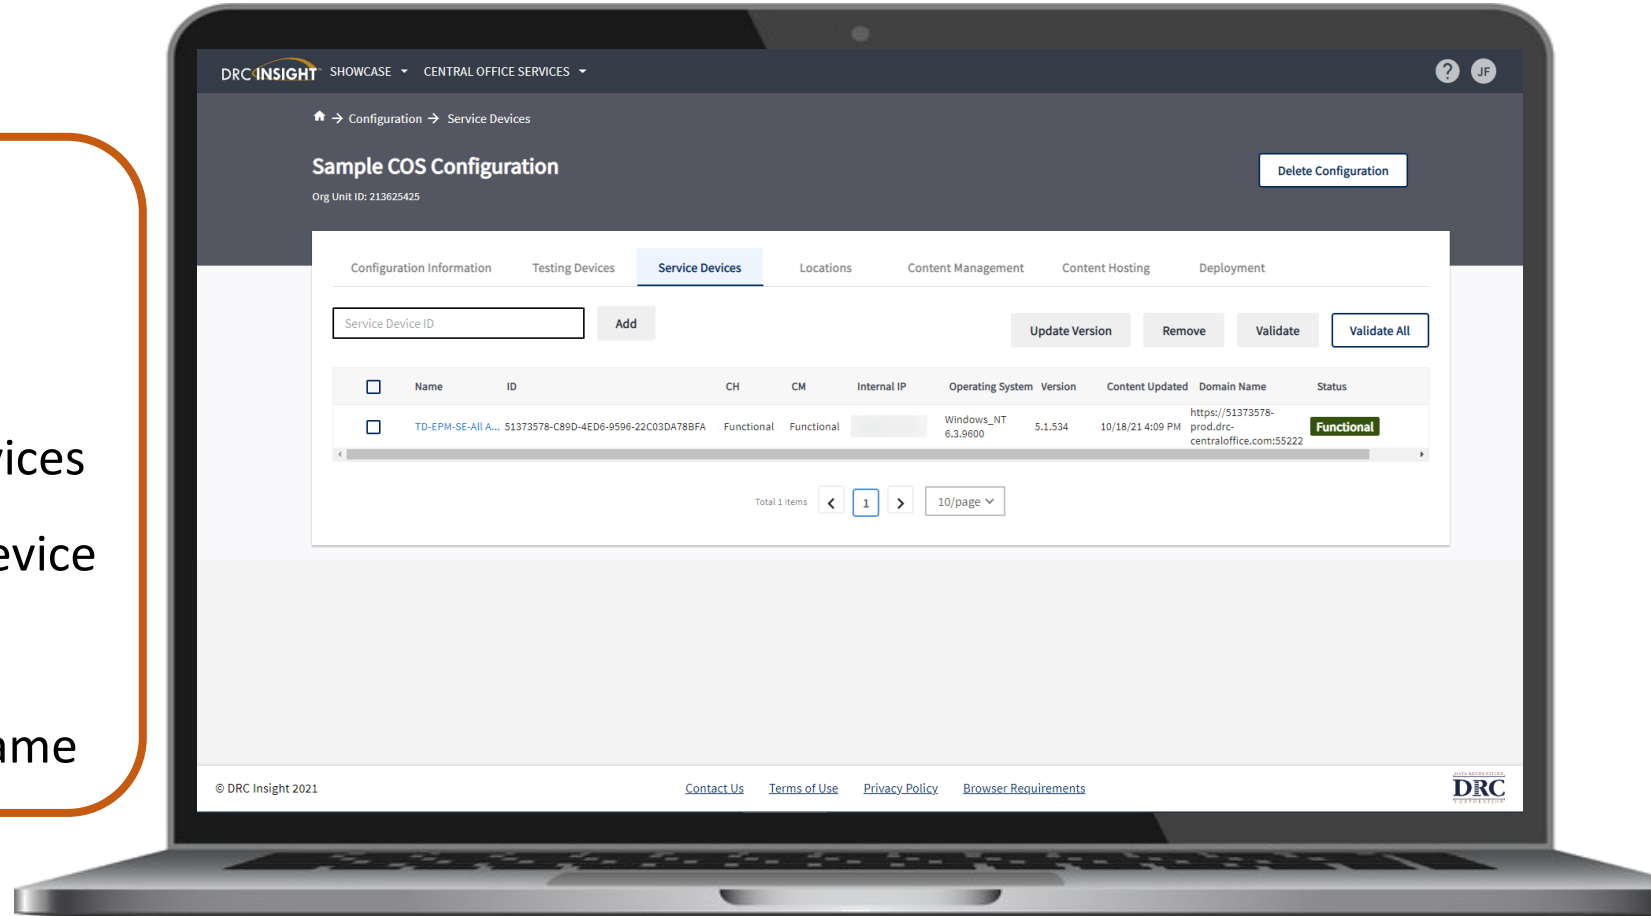 DRC INSIGHT SHOWCASE CENTRAL OFFICE SERVICES ? JF
Configuration → Service Devices
Sample COS Configuration
Delete Configuration
Org Unit ID: 213625425
Configuration Information Testing Devices Service Devices Locations Content Management Content Hosting Deployment
Service Device ID Add
Update Version Remove Validate Validate All
Name ID CH CM Internal IP Operating System Version Content Updated Domain Name Status
TD-EPM-SE-All A... 51373578-C89D-4ED6-9596-22C03DA78BFA Functional Functional Windows_NT 6.3.9600 5.1.534 10/18/21 4:09 PM https://51373578-prod.drc-centraloffice.com:55222 Functional
Total 1 items 1 10/page
© DRC Insight 2021 Contact Us Terms of Use Privacy Policy Browser Requirements
DATA RECOGNITION
DRC
CORPORATION
vices
evice
ame